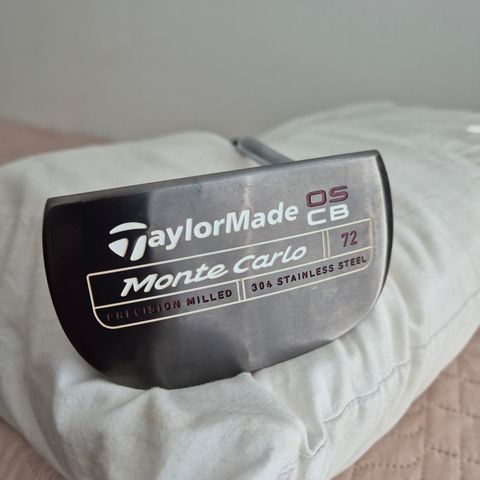 TaylorMade OS
CB
Monte Carlo 72
PRECISION MILLED 304 STAINLESS STEEL